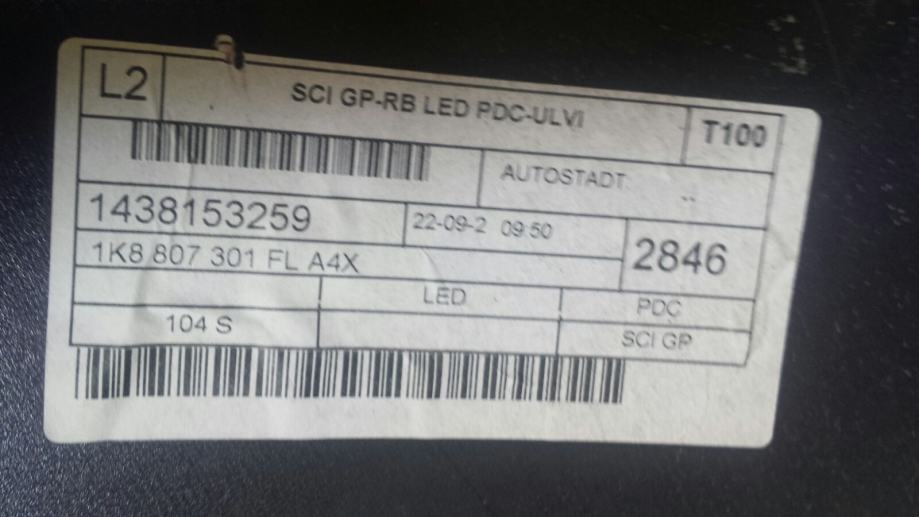 L2 SCI GP-RB LED PDC-ULVI T100
AUTOSTADT: --
1438153259 22-09-2 09:50 2846
1K8 807 301 FL A4X
LED PDC
104 S SCI GP